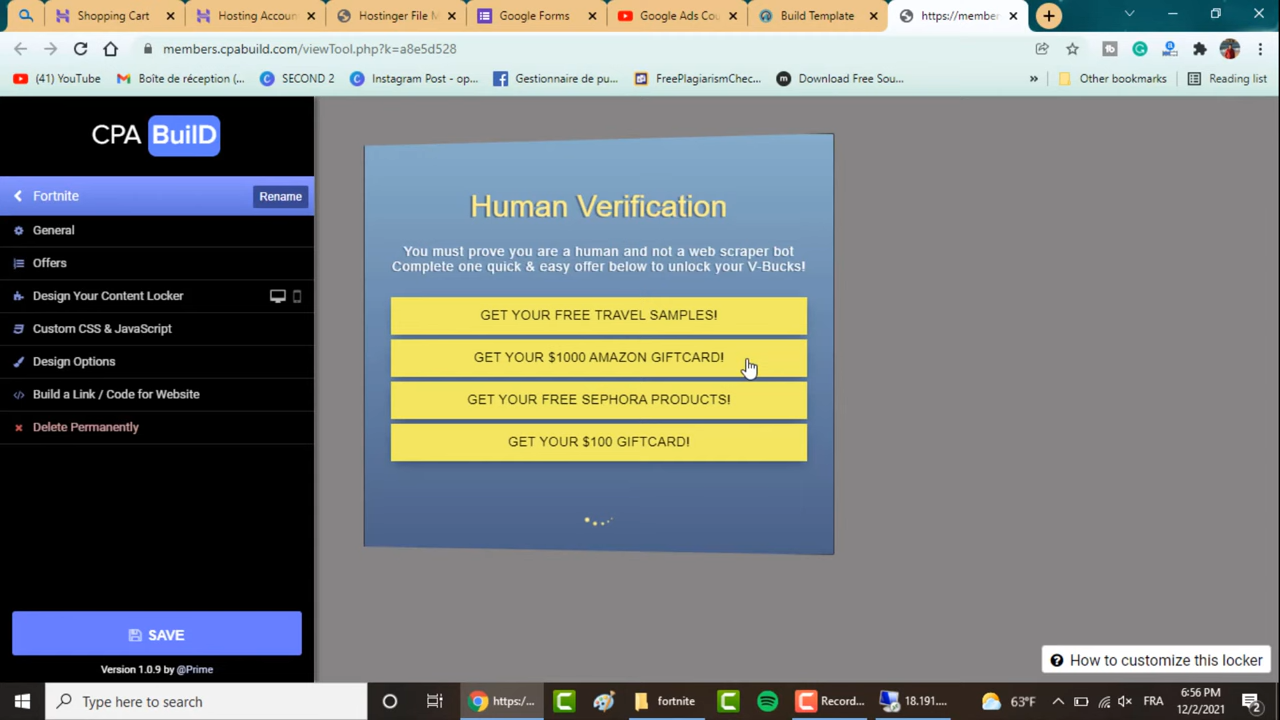 Shopping Cart
Hosting Accoun
Hostinger File M
Google Forms
Google Ads Cou
Build Template
https://membe
members.cpabuild.com/viewTool.php?k=a8e5d528
(41) YouTube
Boîte de réception (...
SECOND 2
Instagram Post - op...
Gestionnaire de pu...
FreePlagiarismChec...
Download Free Sou...
»
Other bookmarks
Reading list
CPA BuilD
Fortnite
Rename
General
Offers
Design Your Content Locker
Custom CSS & JavaScript
Design Options
Build a Link / Code for Website
Delete Permanently
SAVE
Version 1.0.9 by @Prime
Human Verification
You must prove you are a human and not a web scraper bot
Complete one quick & easy offer below to unlock your V-Bucks!
GET YOUR FREE TRAVEL SAMPLES!
GET YOUR $1000 AMAZON GIFTCARD!
GET YOUR FREE SEPHORA PRODUCTS!
GET YOUR $100 GIFTCARD!
How to customize this locker
Type here to search
https:/...
fortnite
Record...
18.191....
63°F
FRA
6:56 PM
12/2/2021
2